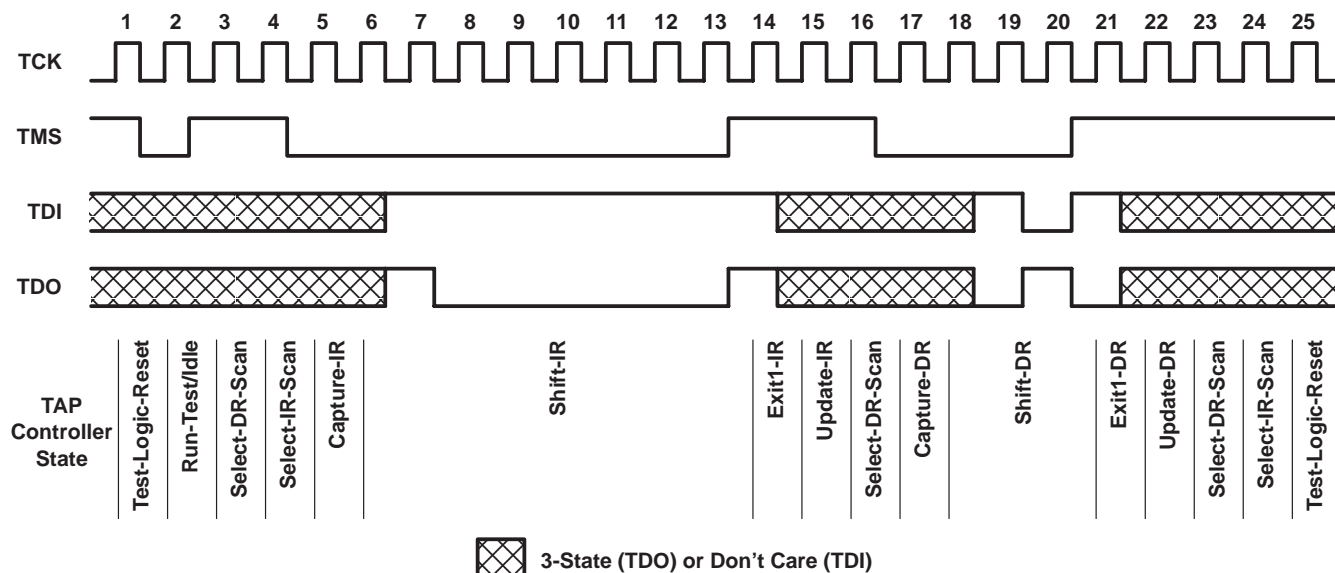 1 2 3 4 5 6 7 8 9 10 11 12 13 14 15 16 17 18 19 20 21 22 23 24 25
TCK
TMS
TDI
TDO
TAP
Controller
State
Test-Logic-Reset
Run-Test/Idle
Select-DR-Scan
Select-IR-Scan
Capture-IR
Shift-IR
Exit1-IR
Update-IR
Select-DR-Scan
Capture-DR
Shift-DR
Exit1-DR
Update-DR
Select-DR-Scan
Select-IR-Scan
Test-Logic-Reset
3-State (TDO) or Don’t Care (TDI)